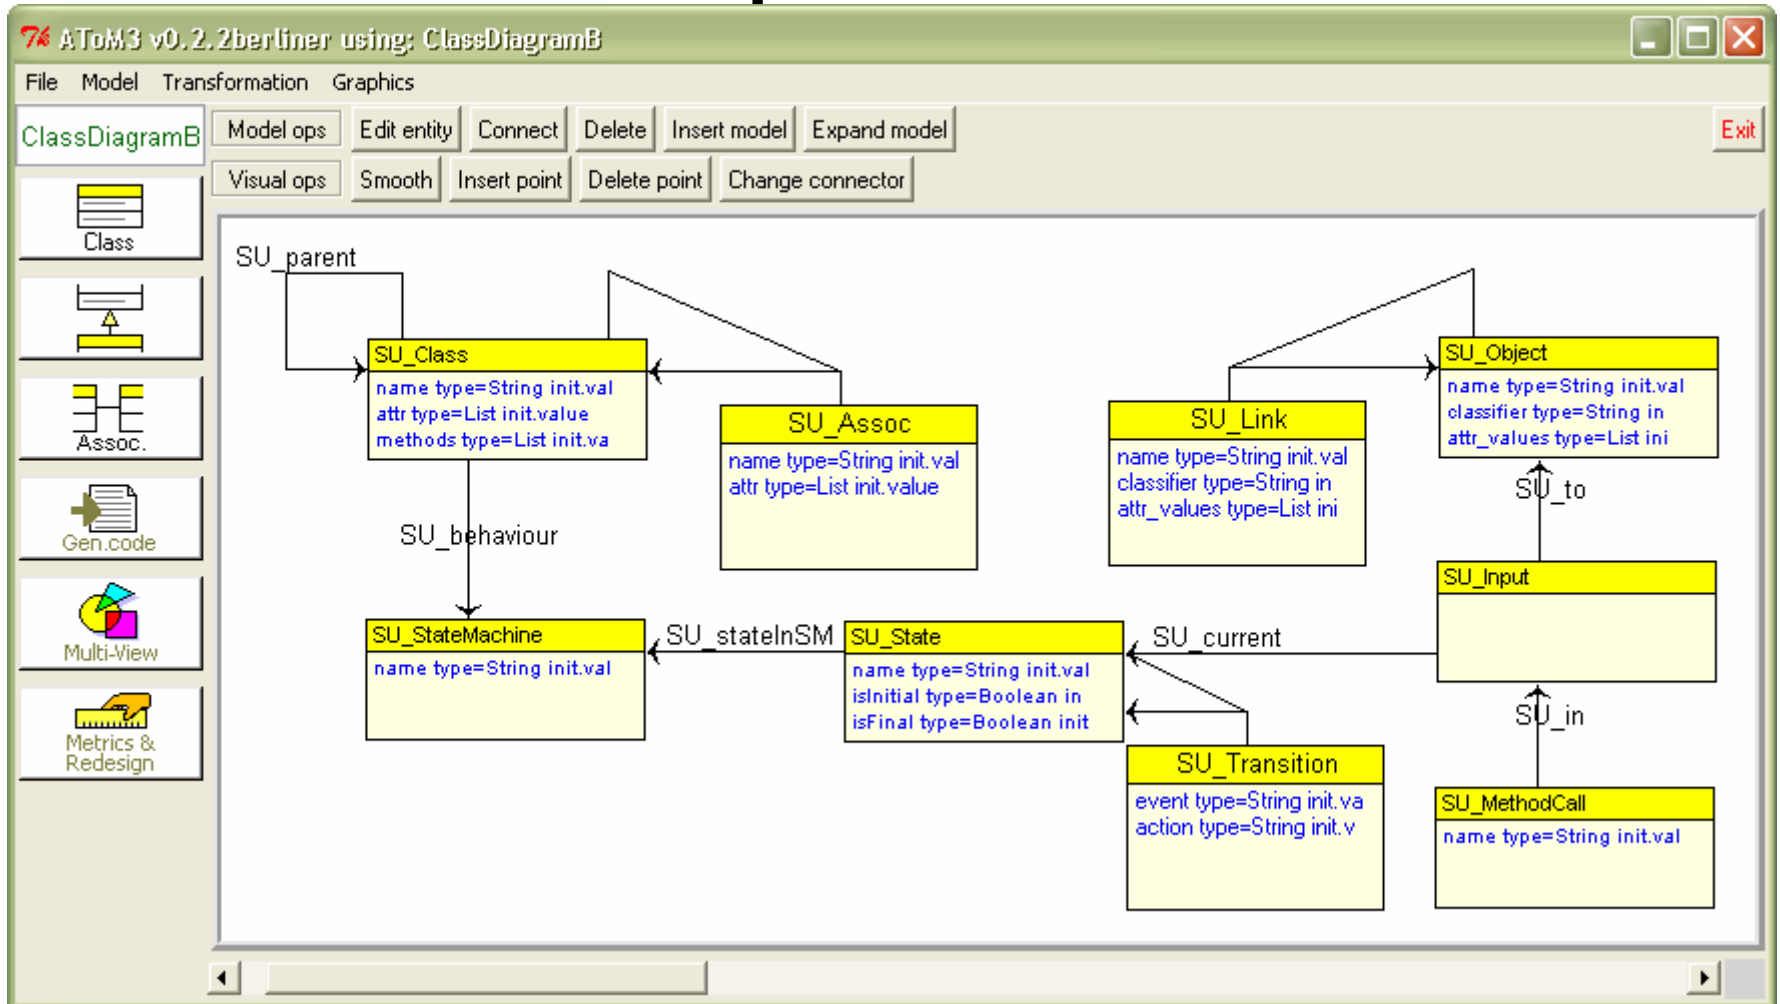 AToM3 v0.2.2berliner using: ClassDiagramB
File Model Transformation Graphics
ClassDiagramB
Model ops Edit entity Connect Delete Insert model Expand model Exit
Visual ops Smooth Insert point Delete point Change connector
Class
Assoc.
Gen.code
Multi-View
Metrics &
Redesign
SU_parent
SU_Class
name type=String init.val
attr type=List init.value
methods type=List init.va
SU_Assoc
name type=String init.val
attr type=List init.value
SU_Link
name type=String init.val
classifier type=String in
attr_values type=List ini
SU_Object
name type=String init.val
classifier type=String in
attr_values type=List ini
SU_to
SU_behaviour
SU_Input
SU_StateMachine
name type=String init.val
SU_stateInSM
SU_State
name type=String init.val
isInitial type=Boolean in
isFinal type=Boolean init
SU_current
SU_in
SU_Transition
event type=String init.va
action type=String init.v
SU_MethodCall
name type=String init.val